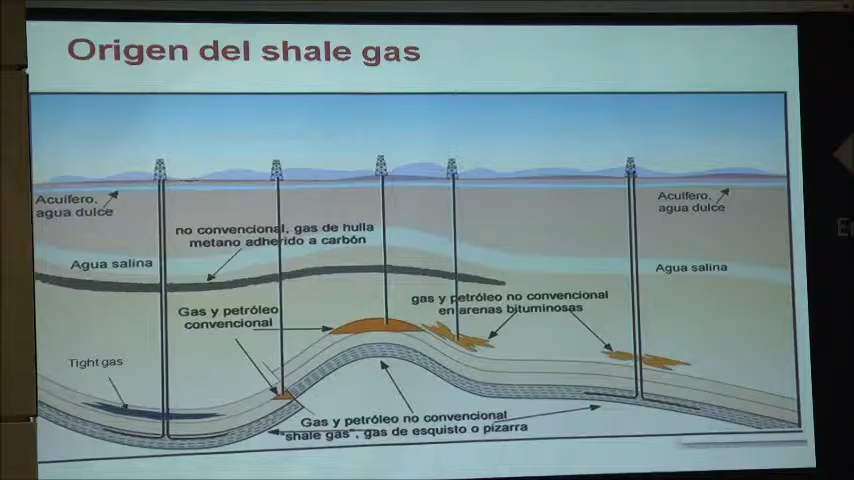 Origen del shale gas
Acuífero,
agua dulce
Acuífero,
agua dulce
no convencional, gas de hulla
metano adherido a carbón
Agua salina
Agua salina
gas y petróleo no convencional
en arenas bituminosas
Gas y petróleo
convencional
Tight gas
Gas y petróleo no convencional
"shale gas", gas de esquisto o pizarra